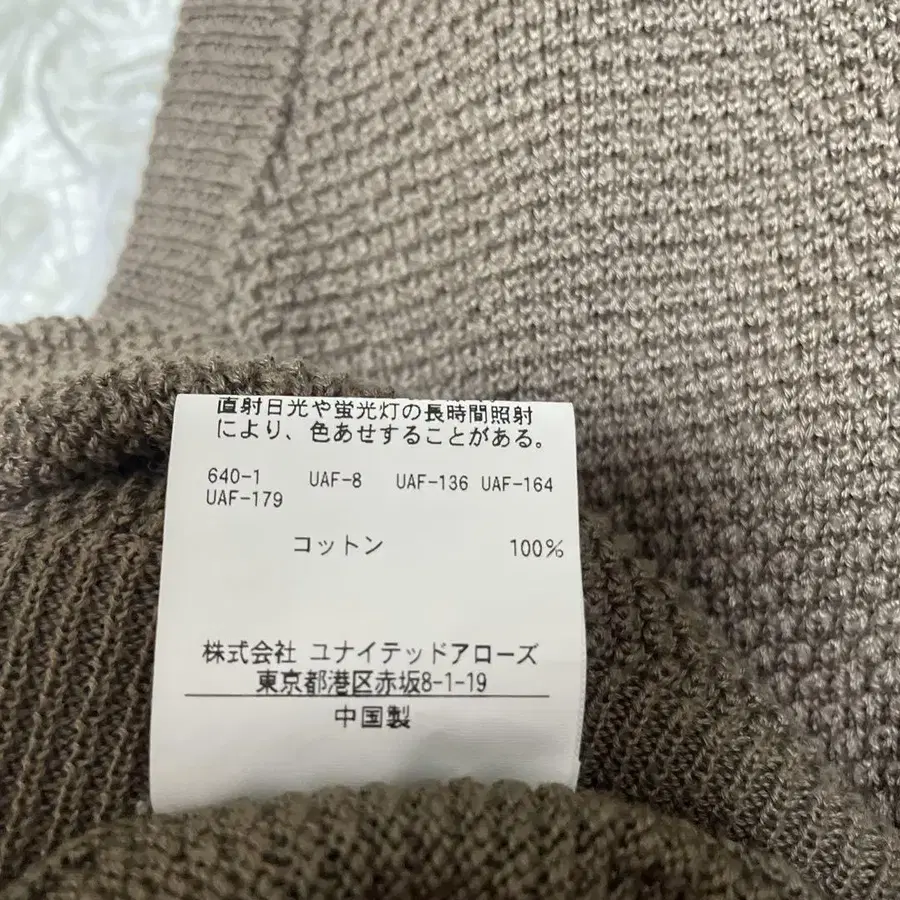 直射日光や蛍光灯の長時間照射
により、色あせすることがある。
640-1 UAF-8 UAF-136 UAF-164
UAF-179
コットン 100%
株式会社 ユナイテッドアローズ
東京都港区赤坂8-1-19
中国製